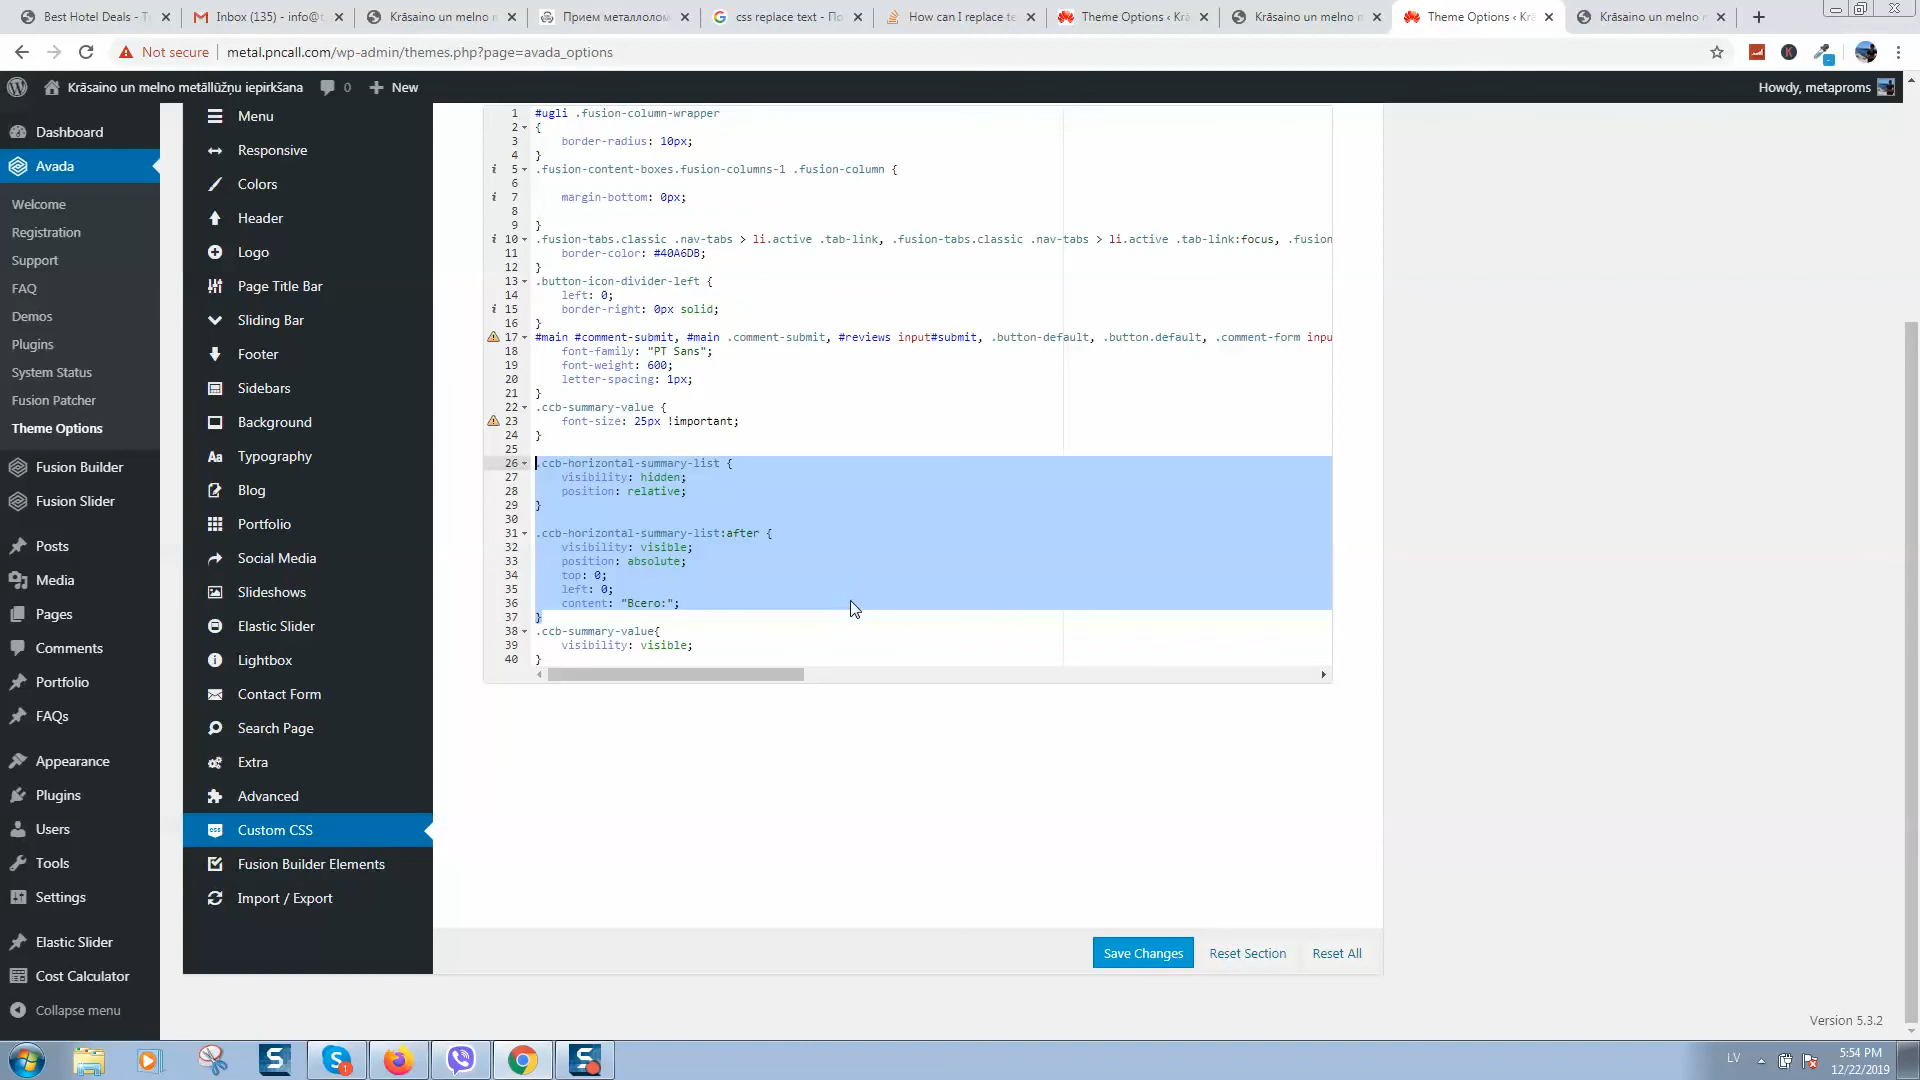 Best Hotel Deals - T
Inbox (135) - info@t
Krāsaino un melno
Прием металлолом
css replace text - По
How can I replace te
Theme Options ‹ Krā
Krāsaino un melno
Theme Options ‹ Krā
Krāsaino un melno
Not secure
metal.pncall.com/wp-admin/themes.php?page=avada_options
Krāsaino un melno metāllūžņu iepirkšana
0
New
Howdy, metaproms
Dashboard
Avada
Welcome
Registration
Support
FAQ
Demos
Plugins
System Status
Fusion Patcher
Theme Options
Fusion Builder
Fusion Slider
Posts
Media
Pages
Comments
Portfolio
FAQs
Appearance
Plugins
Users
Tools
Settings
Elastic Slider
Cost Calculator
Collapse menu
Menu
Responsive
Colors
Header
Logo
Page Title Bar
Sliding Bar
Footer
Sidebars
Background
Typography
Blog
Portfolio
Social Media
Slideshows
Elastic Slider
Lightbox
Contact Form
Search Page
Extra
Advanced
Custom CSS
Fusion Builder Elements
Import / Export
1 #ugli .fusion-column-wrapper
2 {
3 border-radius: 10px;
4 }
5 .fusion-content-boxes.fusion-columns-1 .fusion-column {
6
7 margin-bottom: 0px;
8
9 }
10 .fusion-tabs.classic .nav-tabs > li.active .tab-link, .fusion-tabs.classic .nav-tabs > li.active .tab-link:focus, .fusion
11 border-color: #40A6DB;
12 }
13 .button-icon-divider-left {
14 left: 0;
15 border-right: 0px solid;
16 }
17 #main #comment-submit, #main .comment-submit, #reviews input#submit, .button-default, .button.default, .comment-form inpu
18 font-family: "PT Sans";
19 font-weight: 600;
20 letter-spacing: 1px;
21 }
22 .ccb-summary-value {
23 font-size: 25px !important;
24 }
25
26 .ccb-horizontal-summary-list {
27 visibility: hidden;
28 position: relative;
29 }
30
31 .ccb-horizontal-summary-list:after {
32 visibility: visible;
33 position: absolute;
34 top: 0;
35 left: 0;
36 content: "Всего:";
37 }
38 .ccb-summary-value{
39 visibility: visible;
40 }
Save Changes
Reset Section
Reset All
Version 5.3.2
LV
5:54 PM
12/22/2019